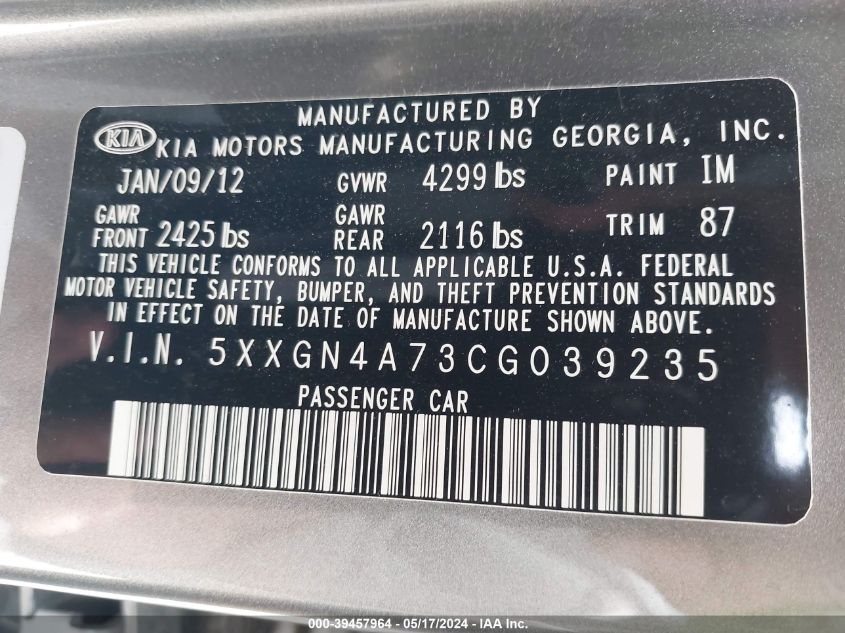 MANUFACTURED BY
KIA KIA MOTORS MANUFACTURING GEORGIA, INC.
JAN/09/12 GVWR 4299 lbs PAINT IM
GAWR FRONT 2425 lbs GAWR REAR 2116 lbs TRIM 87
THIS VEHICLE CONFORMS TO ALL APPLICABLE U.S.A. FEDERAL
MOTOR VEHICLE SAFETY, BUMPER, AND THEFT PREVENTION STANDARDS
IN EFFECT ON THE DATE OF MANUFACTURE SHOWN ABOVE.
V.I.N. 5XXGN4A73CG039235
PASSENGER CAR
000-39457964 - 05/17/2024 - IAA Inc.